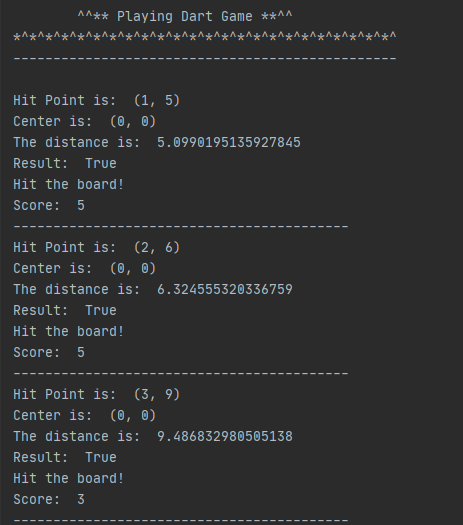 ^^** Playing Dart Game **^^
*^*^*^*^*^*^*^*^*^*^*^*^*^*^*^*^*^*^*^*^*^*^*^*^
------------------------------------------------
Hit Point is:  (1, 5)
Center is:  (0, 0)
The distance is:  5.0990195135927845
Result:  True
Hit the board!
Score:  5
------------------------------------------
Hit Point is:  (2, 6)
Center is:  (0, 0)
The distance is:  6.324555320336759
Result:  True
Hit the board!
Score:  5
------------------------------------------
Hit Point is:  (3, 9)
Center is:  (0, 0)
The distance is:  9.486832980505138
Result:  True
Hit the board!
Score:  3
------------------------------------------